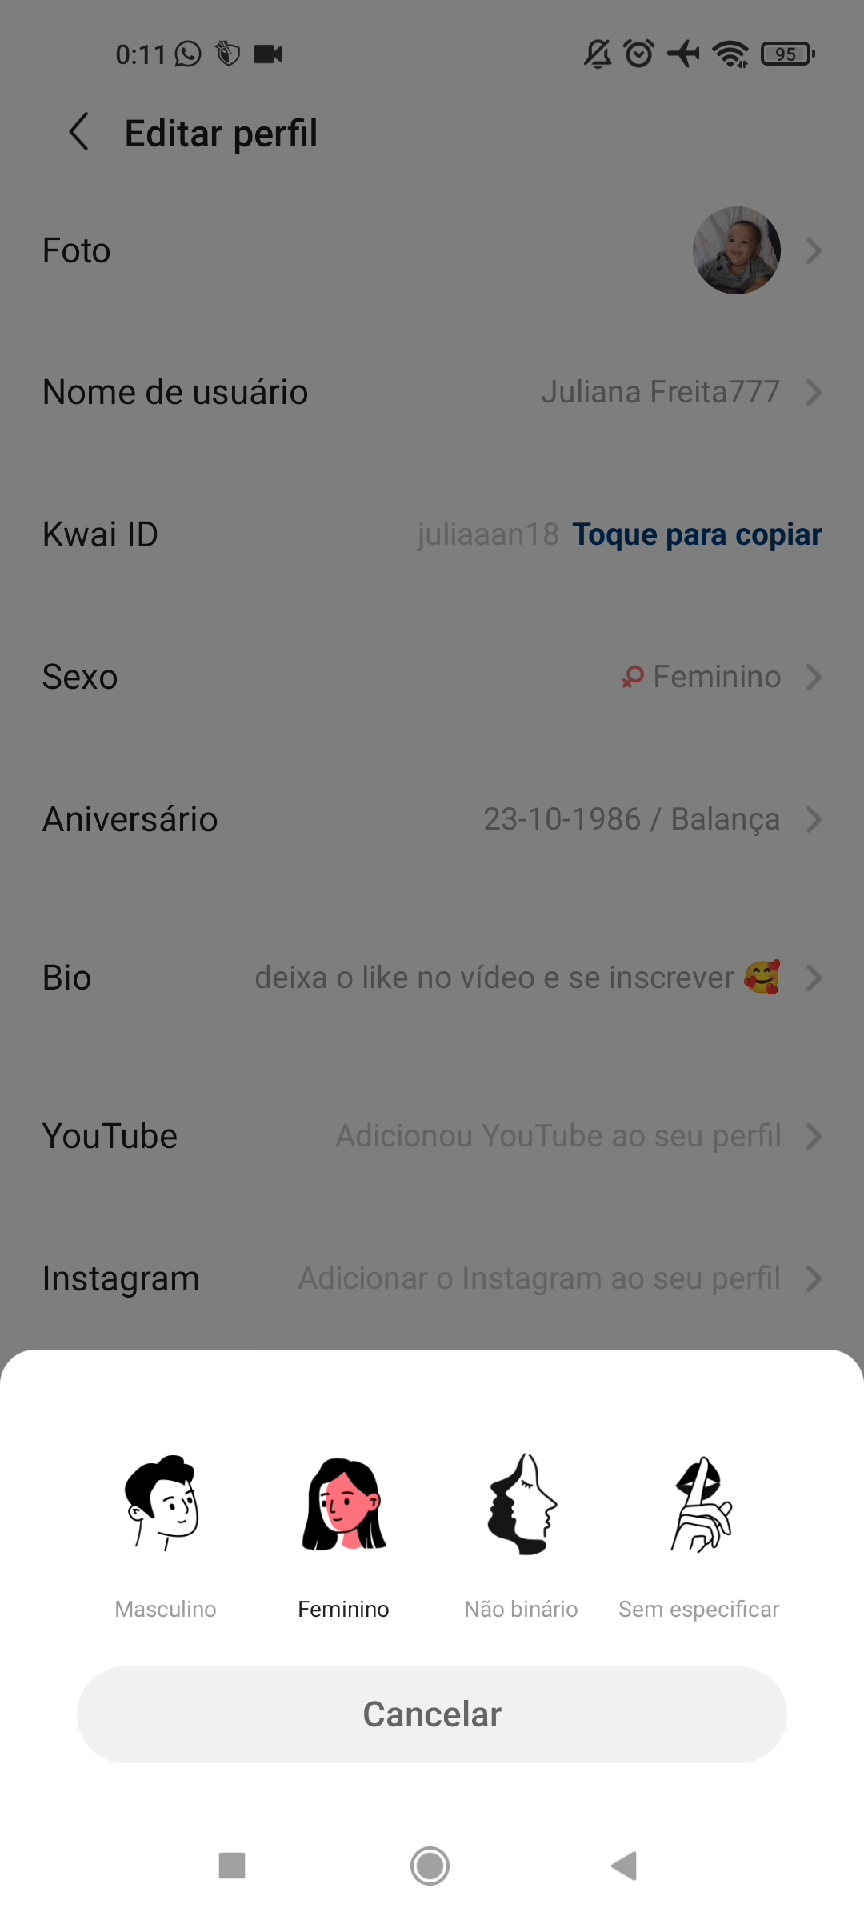 0:11 95
Editar perfil
Foto
Nome de usuário Juliana Freita777
Kwai ID juliaaan18 Toque para copiar
Sexo Feminino
Aniversário 23-10-1986 / Balança
Bio deixa o like no vídeo e se inscrever 🥰
YouTube Adicionou YouTube ao seu perfil
Instagram Adicionar o Instagram ao seu perfil
Masculino Feminino Não binário Sem especificar
Cancelar